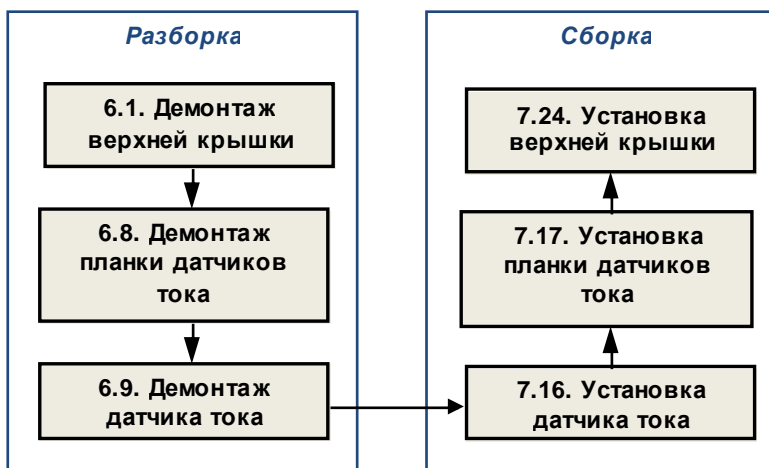 Разборка
6.1. Демонтаж
верхней крышки
6.8. Демонтаж
планки датчиков
тока
6.9. Демонтаж
датчика тока
Сборка
7.24. Установка
верхней крышки
7.17. Установка
планки датчиков
тока
7.16. Установка
датчика тока